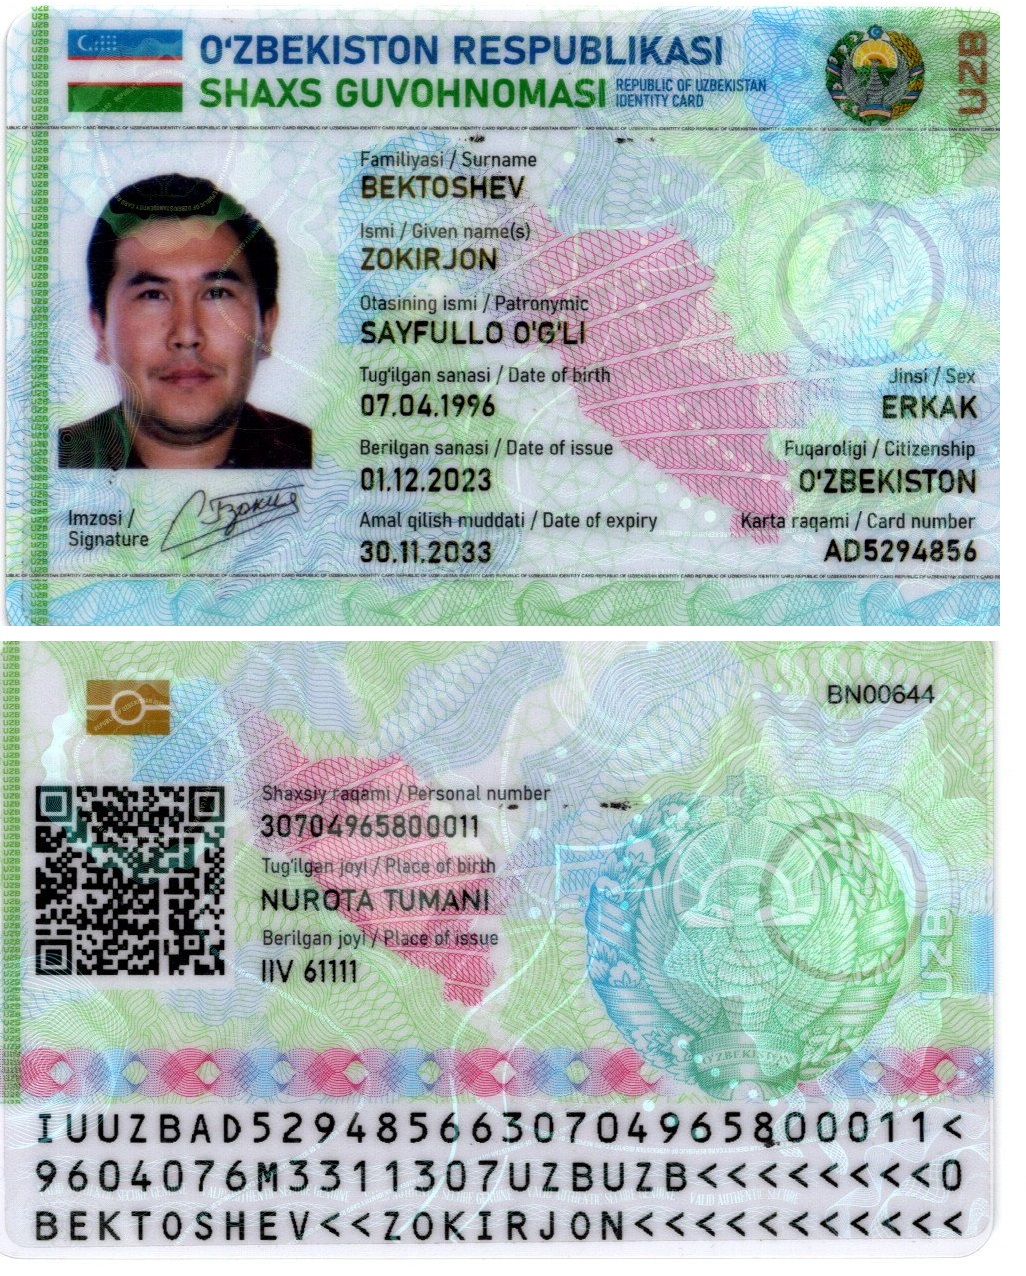 O‘ZBEKISTON RESPUBLIKASI
SHAXS GUVOHNOMASI
REPUBLIC OF UZBEKISTAN
IDENTITY CARD
UZB
Familiyasi / Surname
BEKTOSHEV
Ismi / Given name(s)
ZOKIRJON
Otasining ismi / Patronymic
SAYFULLO O‘G‘LI
Tug‘ilgan sanasi / Date of birth
07.04.1996
Jinsi / Sex
ERKAK
Berilgan sanasi / Date of issue
01.12.2023
Fuqaroligi / Citizenship
O‘ZBEKISTON
Imzosi /
Signature
Amal qilish muddati / Date of expiry
30.11.2033
Karta raqami / Card number
AD5294856
BN00644
Shaxsiy raqami / Personal number
30704965800011
Tug‘ilgan joyi / Place of birth
NUROTA TUMANI
Berilgan joyi / Place of issue
IIV 61111
UZB
O‘ZBEKISTON
IUUZBAD5294856630704965800011<
9604076M3311307UZBUZB<<<<<<<<0
BEKTOSHEV<<ZOKIRJON<<<<<<<<<<<